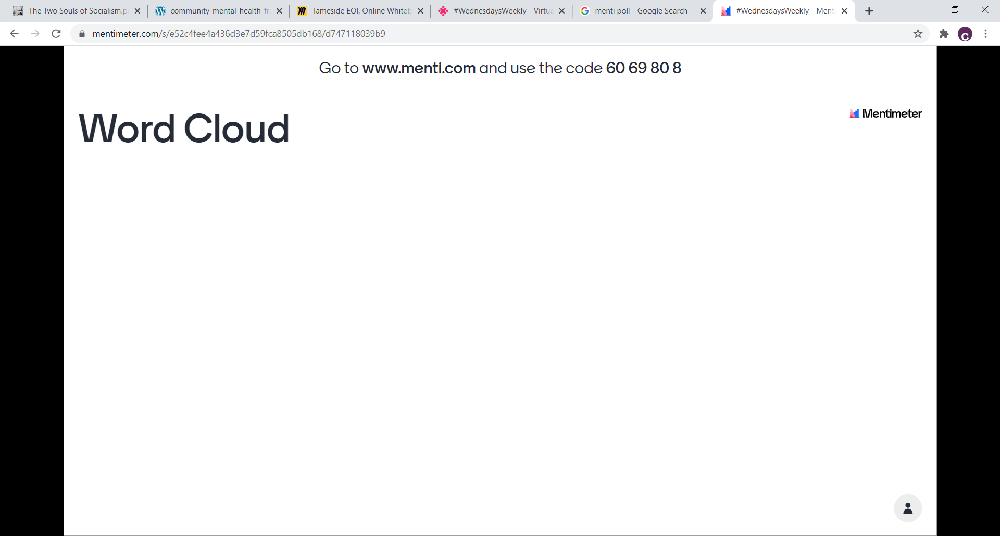 The Two Souls of Socialism.p
community-mental-health-fr
Tameside EOI, Online Whiteb
#WednesdaysWeekly - Virtua
menti poll - Google Search
#WednesdaysWeekly - Menti
mentimeter.com/s/e52c4fee4a436d3e7d59fca8505db168/d747118039b9
C
Go to www.menti.com and use the code 60 69 80 8
Word Cloud
Mentimeter